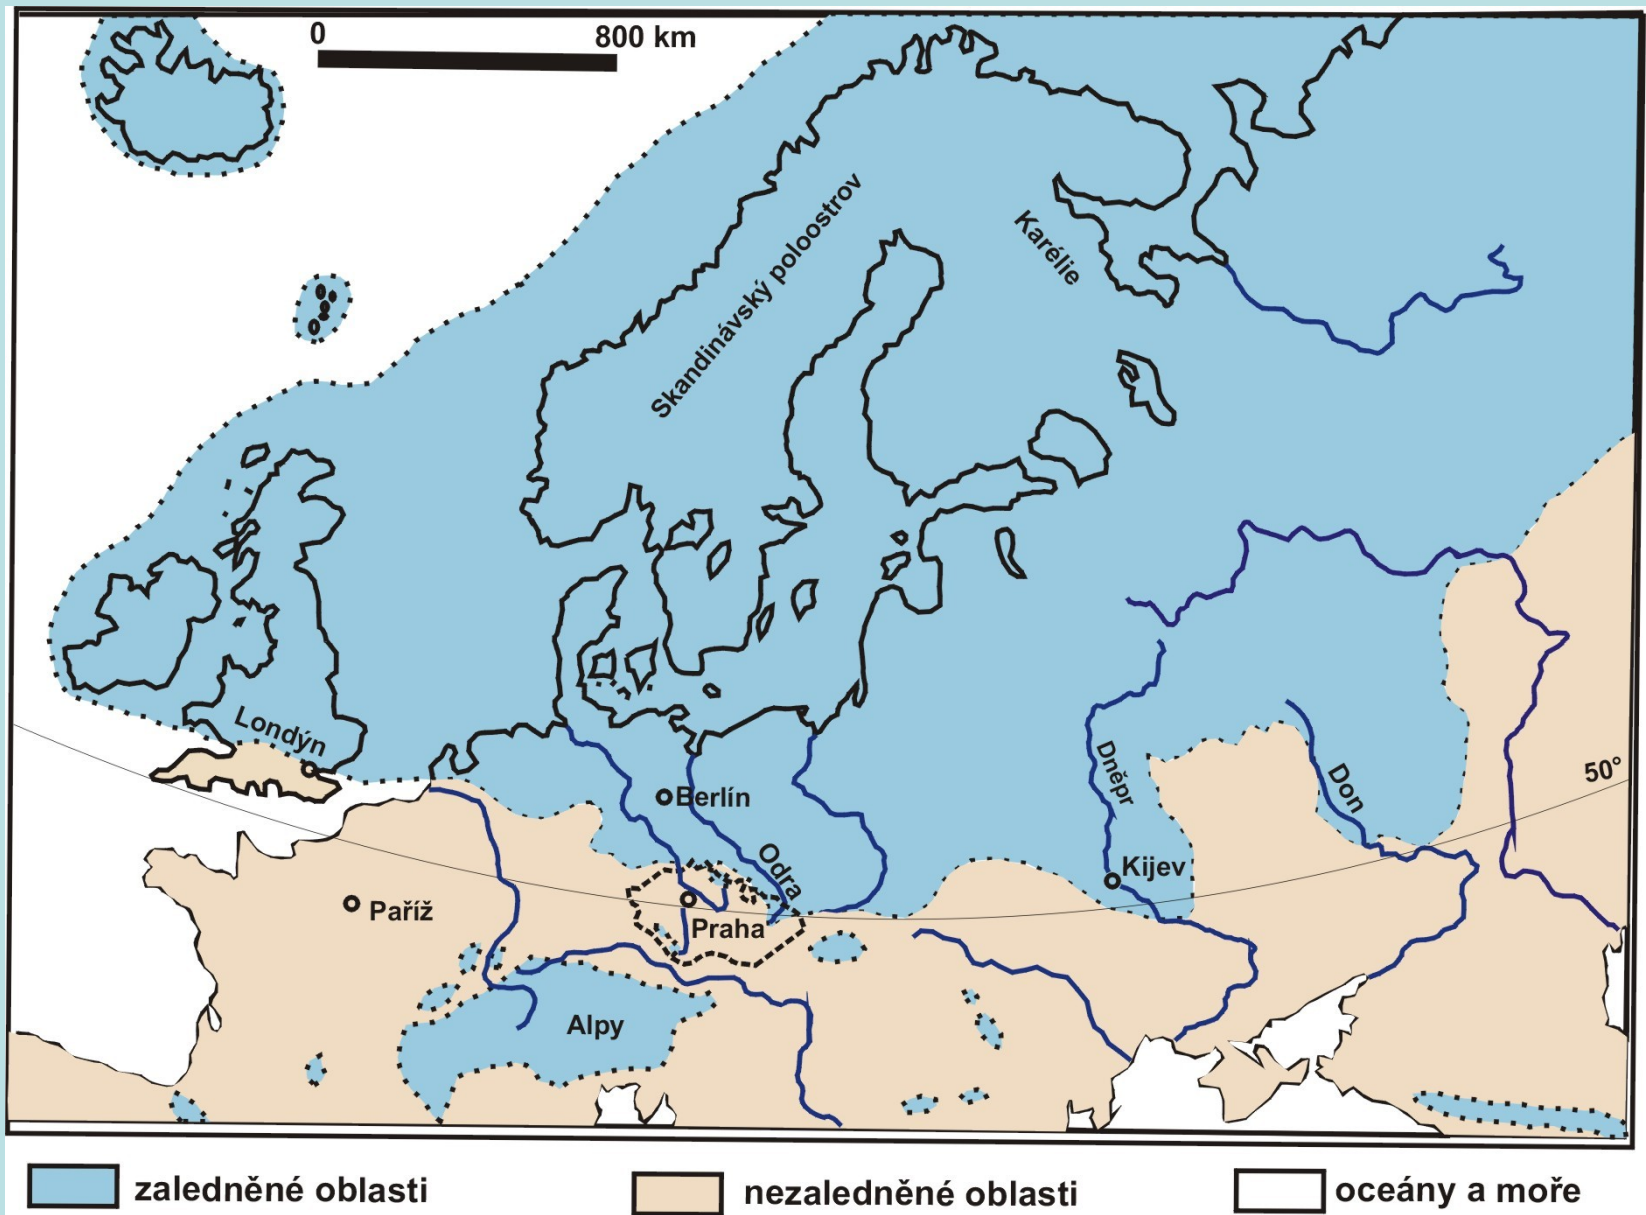 0
800 km
Skandinávský poloostrov
Karélie
Londýn
50°
Dněpr
Don
Berlín
Odra
Kijev
Paříž
Praha
Alpy
zaledněné oblasti
nezaledněné oblasti
oceány a moře